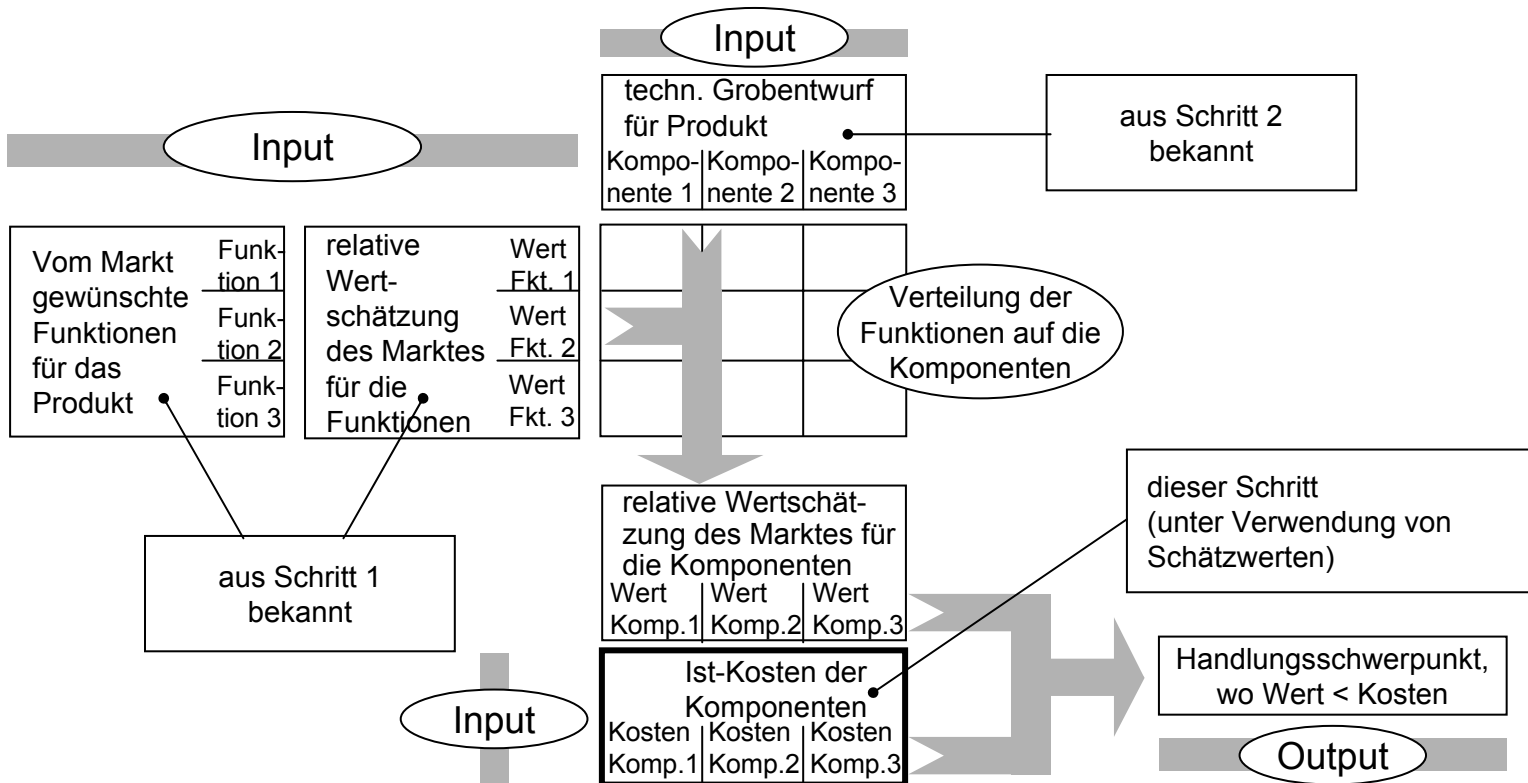 Input
techn. Grobentwurf
für Produkt
Kompo-
nente 1
Kompo-
nente 2
Kompo-
nente 3
aus Schritt 2
bekannt
Input
Vom Markt
gewünschte
Funktionen
für das
Produkt
Funk-
tion 1
Funk-
tion 2
Funk-
tion 3
relative
Wert-
schätzung
des Marktes
für die
Funktionen
Wert
Fkt. 1
Wert
Fkt. 2
Wert
Fkt. 3
Verteilung der
Funktionen auf die
Komponenten
aus Schritt 1
bekannt
relative Wertschät-
zung des Marktes für
die Komponenten
Wert
Komp.1
Wert
Komp.2
Wert
Komp.3
dieser Schritt
(unter Verwendung von
Schätzwerten)
Input
Ist-Kosten der
Komponenten
Kosten
Komp.1
Kosten
Komp.2
Kosten
Komp.3
Handlungsschwerpunkt,
wo Wert < Kosten
Output